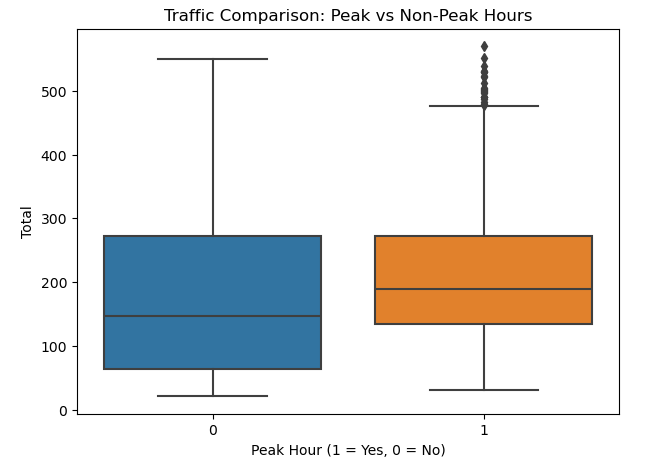 Traffic Comparison: Peak vs Non-Peak Hours
500
400
300
200
100
0
Total
0
1
Peak Hour (1 = Yes, 0 = No)